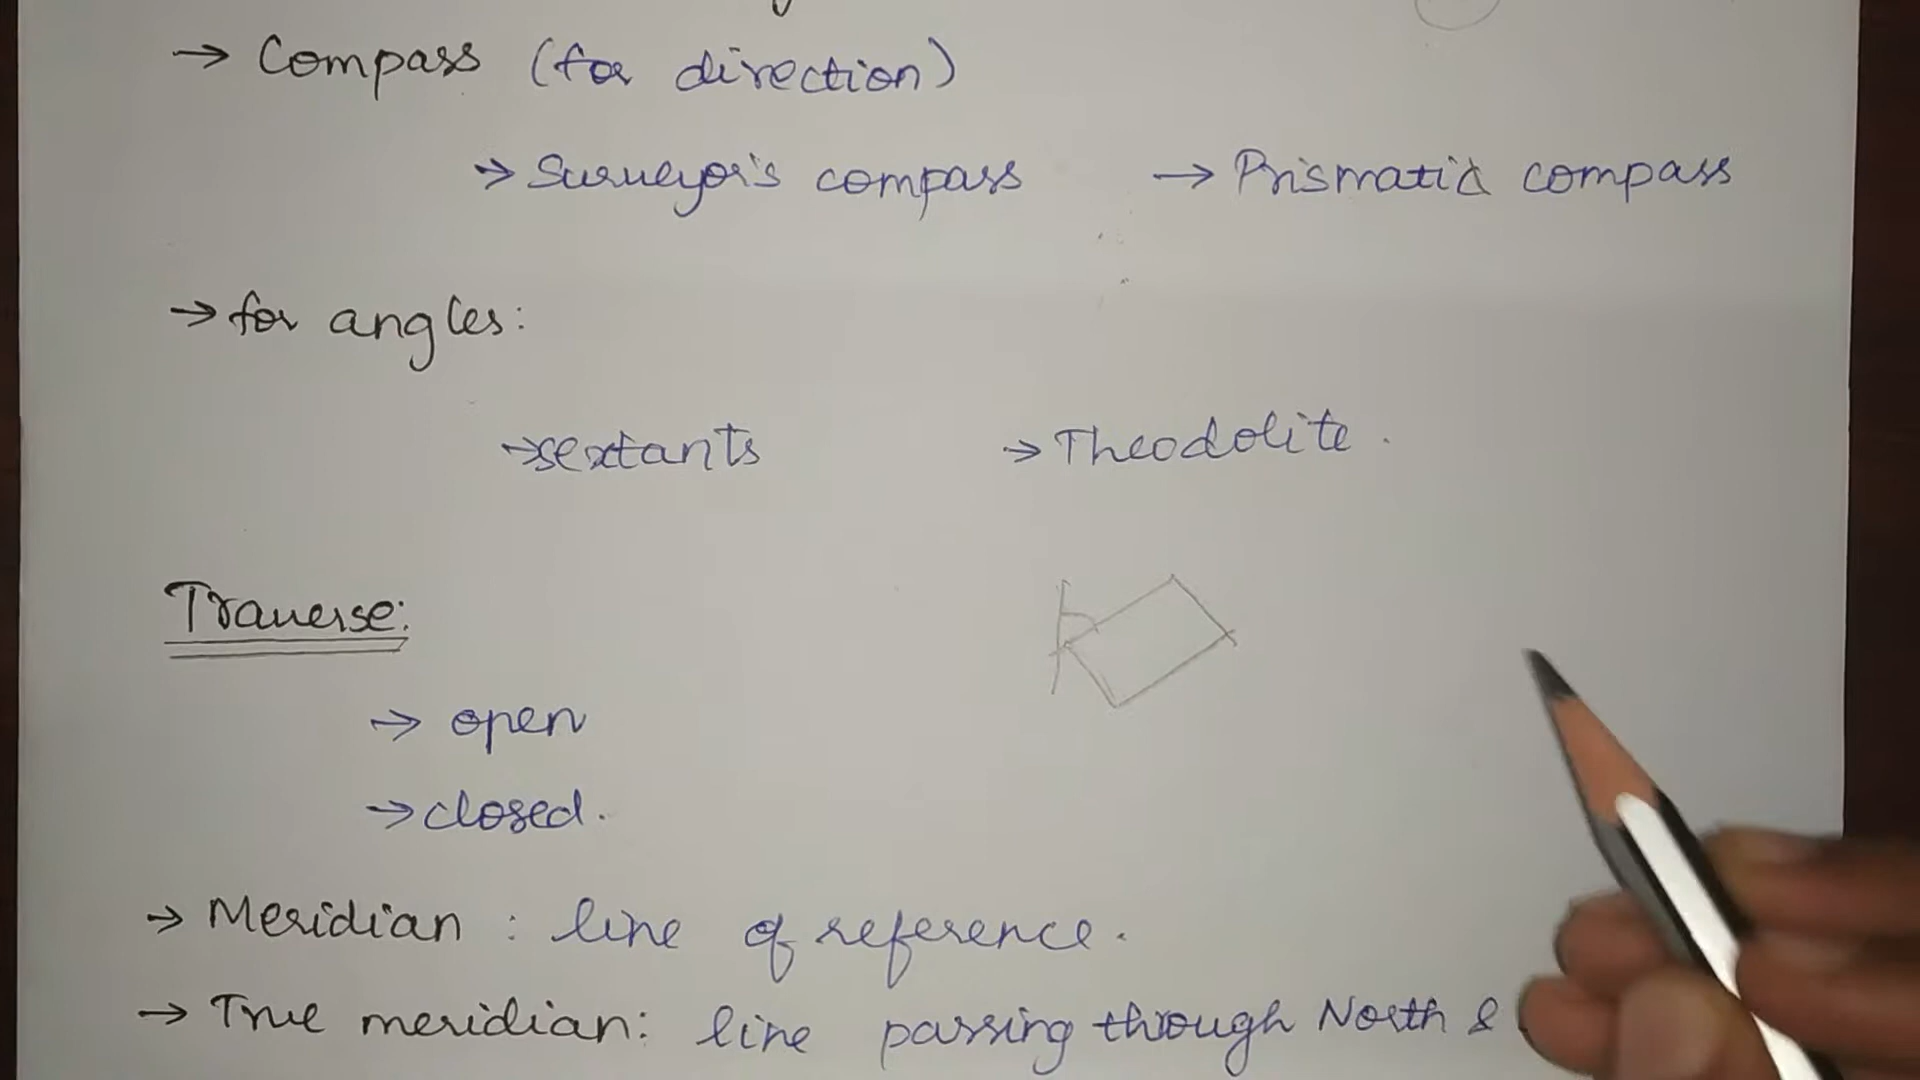 → Compass (for direction)
→ Surveyor's compass → Prismatic compass
→ for angles:
→ sextants → Theodolite.
Traverse:
→ open
→ closed.
→ Meridian : line of reference.
→ True meridian: line passing through North &